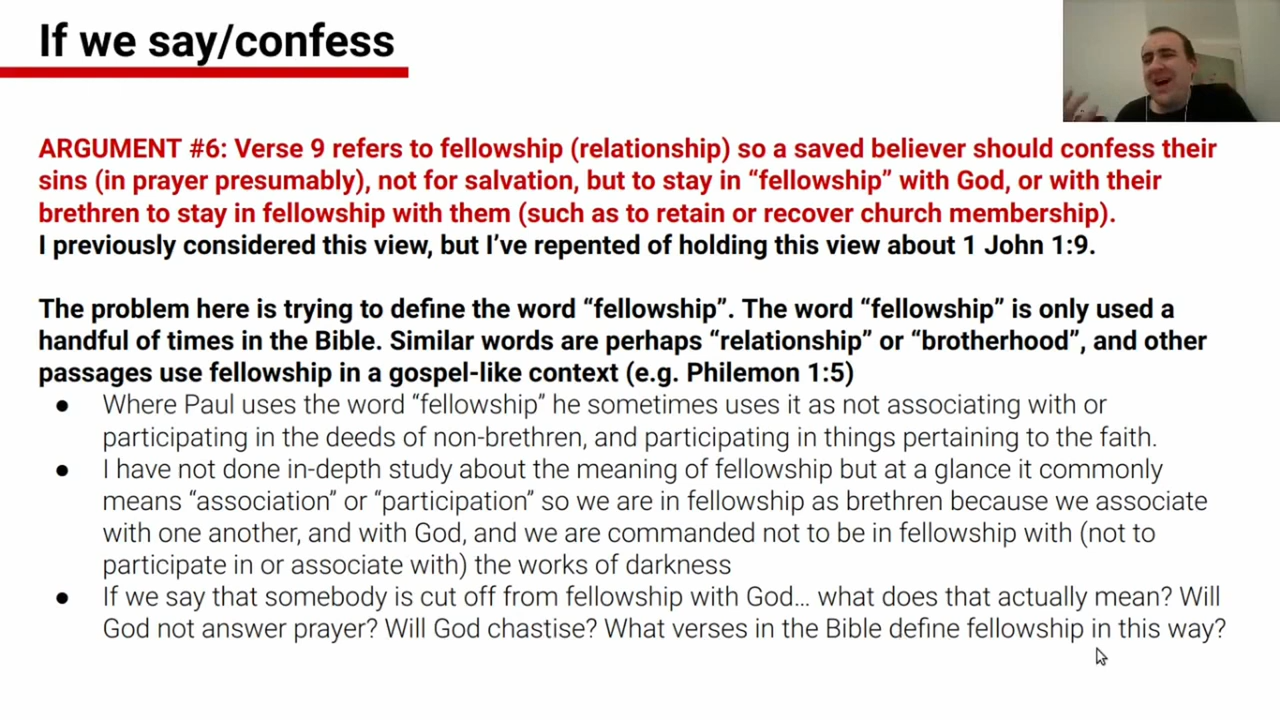 If we say/confess
ARGUMENT #6: Verse 9 refers to fellowship (relationship) so a saved believer should confess their
sins (in prayer presumably), not for salvation, but to stay in “fellowship” with God, or with their
brethren to stay in fellowship with them (such as to retain or recover church membership).
I previously considered this view, but I’ve repented of holding this view about 1 John 1:9.
The problem here is trying to define the word “fellowship”. The word “fellowship” is only used a
handful of times in the Bible. Similar words are perhaps “relationship” or “brotherhood”, and other
passages use fellowship in a gospel-like context (e.g. Philemon 1:5)
● Where Paul uses the word “fellowship” he sometimes uses it as not associating with or
participating in the deeds of non-brethren, and participating in things pertaining to the faith.
● I have not done in-depth study about the meaning of fellowship but at a glance it commonly
means “association” or “participation” so we are in fellowship as brethren because we associate
with one another, and with God, and we are commanded not to be in fellowship with (not to
participate in or associate with) the works of darkness
● If we say that somebody is cut off from fellowship with God… what does that actually mean? Will
God not answer prayer? Will God chastise? What verses in the Bible define fellowship in this way?